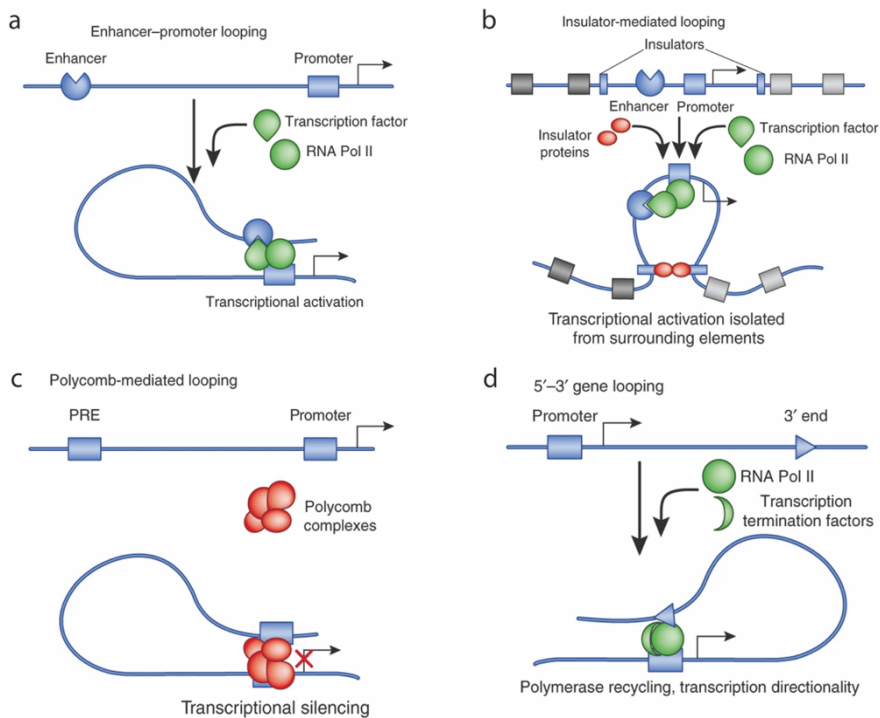 a
Enhancer–promoter looping
Enhancer
Promoter
Transcription factor
RNA Pol II
Transcriptional activation
b
Insulator-mediated looping
Insulators
Enhancer
Promoter
Insulator
proteins
Transcription factor
RNA Pol II
Transcriptional activation isolated
from surrounding elements
c
Polycomb-mediated looping
PRE
Promoter
Polycomb
complexes
Transcriptional silencing
d
5′–3′ gene looping
Promoter
3′ end
RNA Pol II
Transcription
termination factors
Polymerase recycling, transcription directionality